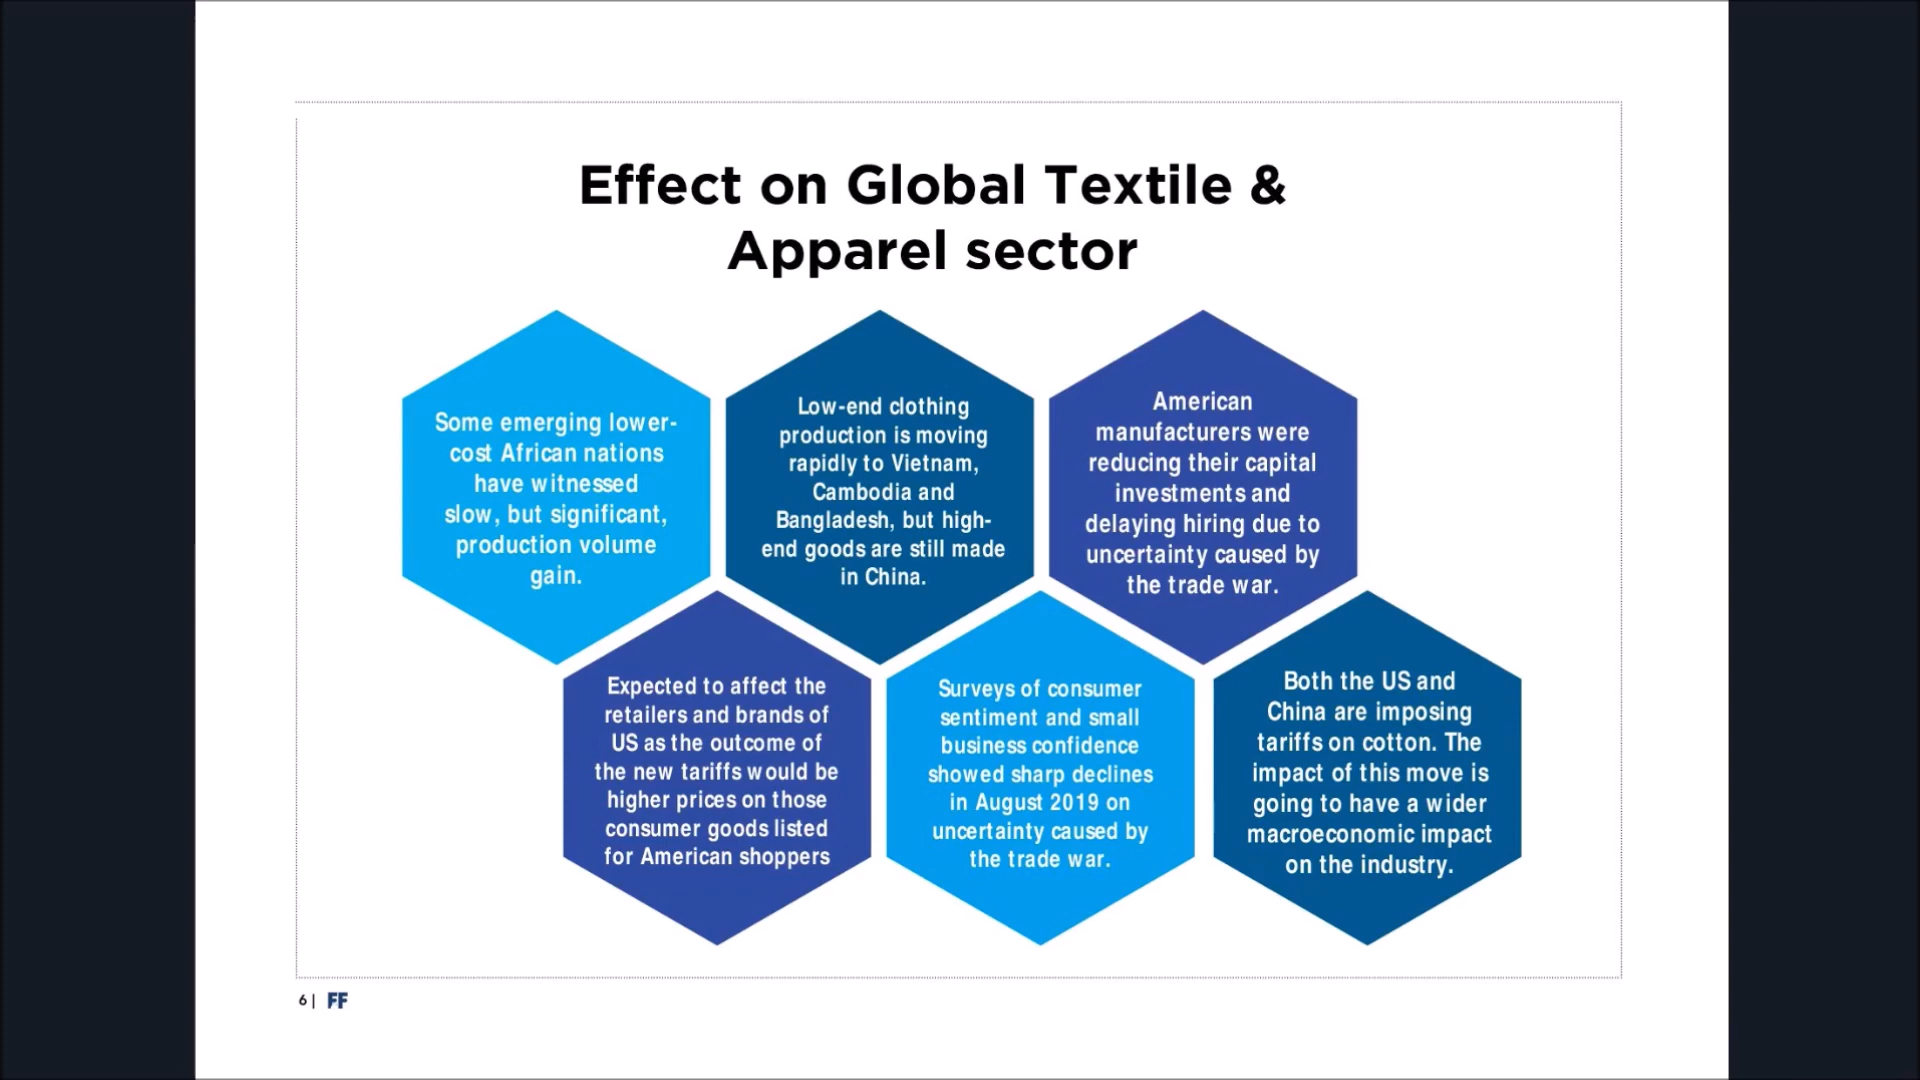 Effect on Global Textile &
Apparel sector
Some emerging lower-
cost African nations
have witnessed
slow, but significant,
production volume
gain.
Low-end clothing
production is moving
rapidly to Vietnam,
Cambodia and
Bangladesh, but high-
end goods are still made
in China.
American
manufacturers were
reducing their capital
investments and
delaying hiring due to
uncertainty caused by
the trade war.
Expected to affect the
retailers and brands of
US as the outcome of
the new tariffs would be
higher prices on those
consumer goods listed
for American shoppers
Surveys of consumer
sentiment and small
business confidence
showed sharp declines
in August 2019 on
uncertainty caused by
the trade war.
Both the US and
China are imposing
tariffs on cotton. The
impact of this move is
going to have a wider
macroeconomic impact
on the industry.
6 | FF